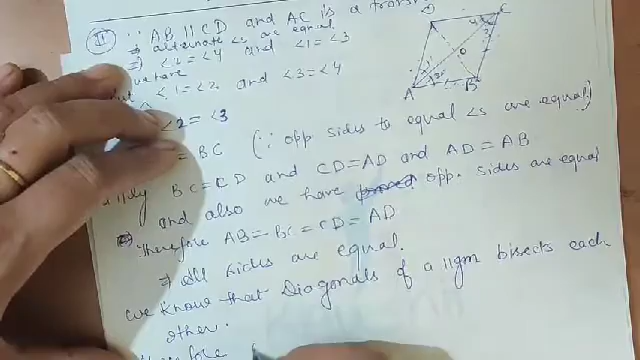 II ∵ AB || CD and AC is a
⇒ alternate ∠s are equal
⇒ ∠2 = ∠4 and ∠1 = ∠3
we have
∠1 = ∠2 and ∠3 = ∠4
∠2 = ∠3
= BC (∵ opp sides to equal ∠s are equal)
BC = CD and CD = AD and AD = AB
and also we have opp. sides are equal
Therefore AB = BC = CD = AD
⇒ all sides are equal.
we know that Diagonals of a ||gm bisects each
other.
D C
O
A B